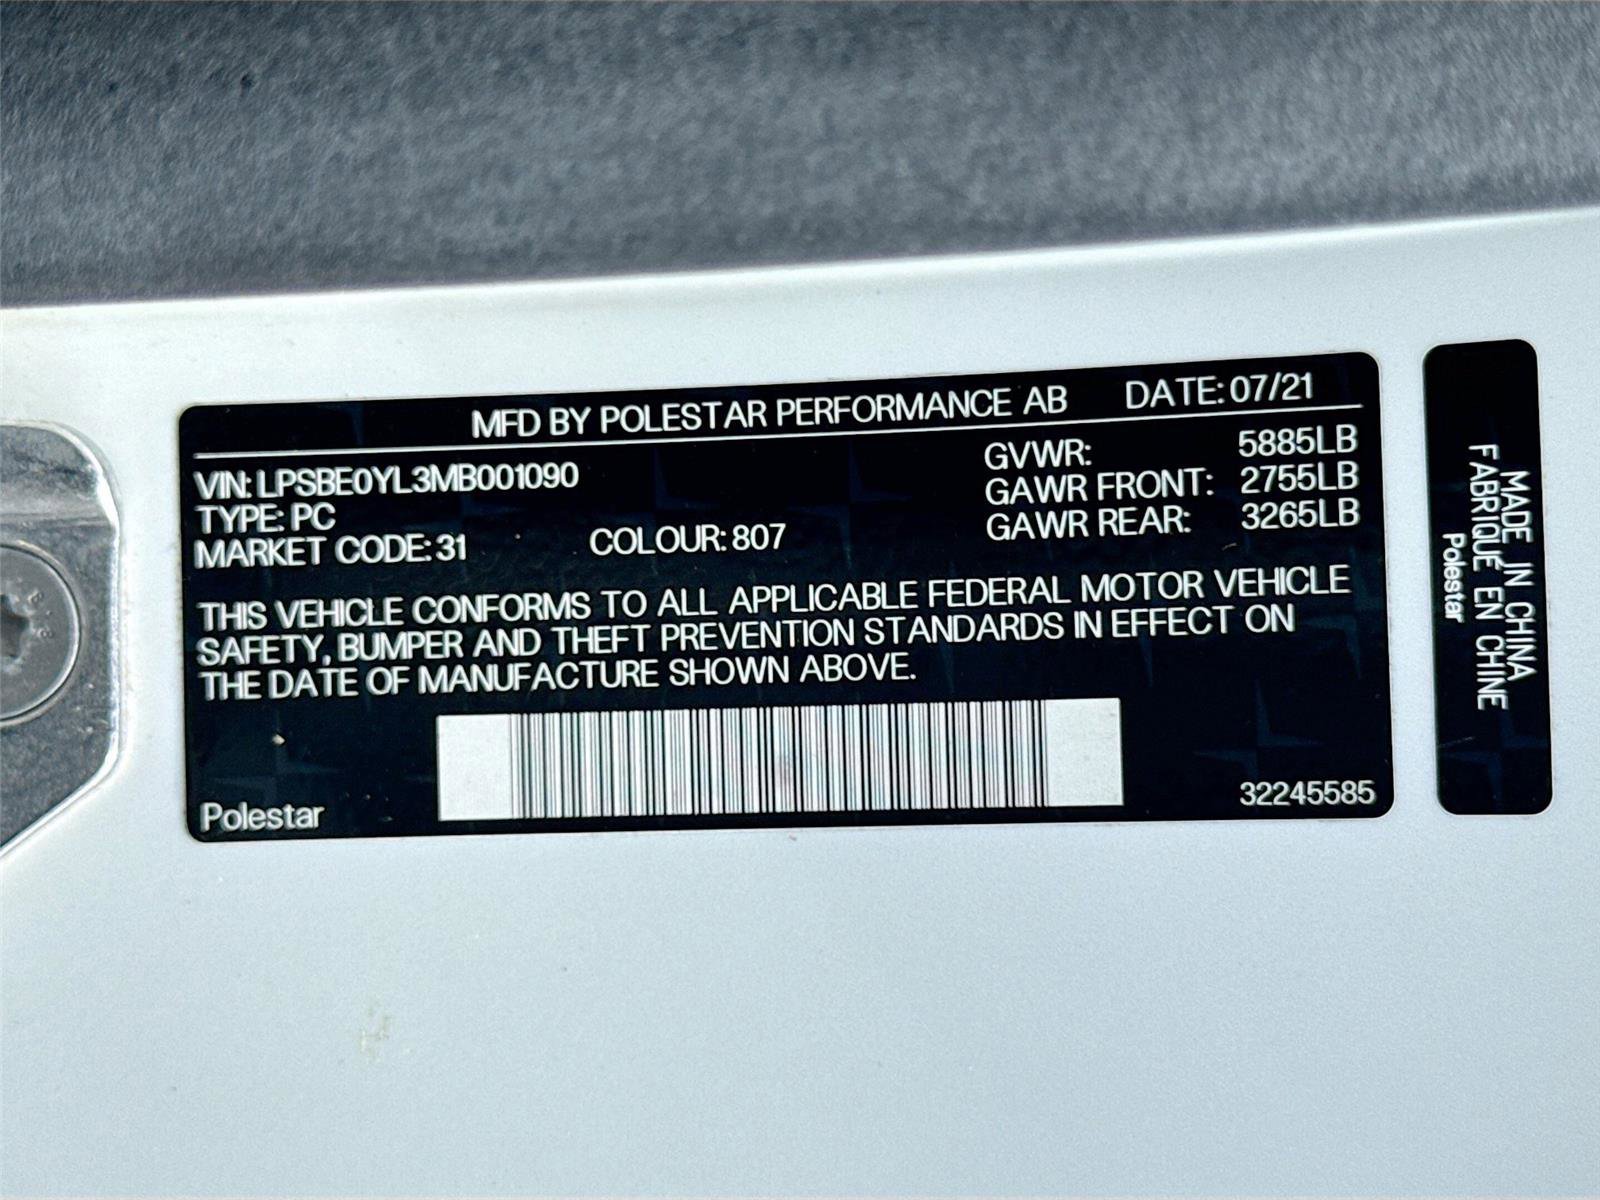 MFD BY POLESTAR PERFORMANCE AB DATE: 07/21
VIN: LPSBE0YL3MB001090
TYPE: PC
MARKET CODE: 31 COLOUR: 807
GVWR: 5885LB
GAWR FRONT: 2755LB
GAWR REAR: 3265LB
THIS VEHICLE CONFORMS TO ALL APPLICABLE FEDERAL MOTOR VEHICLE
SAFETY, BUMPER AND THEFT PREVENTION STANDARDS IN EFFECT ON
THE DATE OF MANUFACTURE SHOWN ABOVE.
Polestar
32245585
MADE IN CHINA
FABRIQUÉ EN CHINE
Polestar